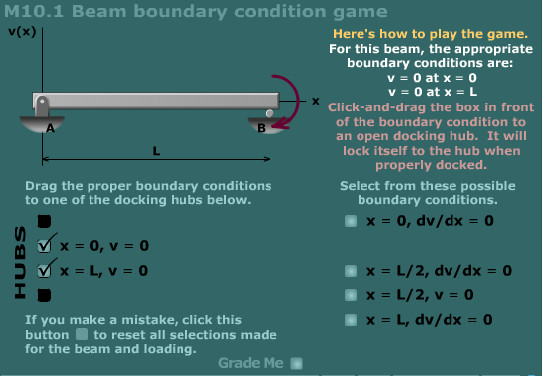 M10.1 Beam boundary condition game
v(x)
x
A
B
L
Here's how to play the game.
For this beam, the appropriate
boundary conditions are:
v = 0 at x = 0
v = 0 at x = L
Click-and-drag the box in front
of the boundary condition to
an open docking hub. It will
lock itself to the hub when
properly docked.
Drag the proper boundary conditions
to one of the docking hubs below.
HUBS
x = 0, v = 0
x = L, v = 0
If you make a mistake, click this
button to reset all selections made
for the beam and loading.
Select from these possible
boundary conditions.
x = 0, dv/dx = 0
x = L/2, dv/dx = 0
x = L/2, v = 0
x = L, dv/dx = 0
Grade Me